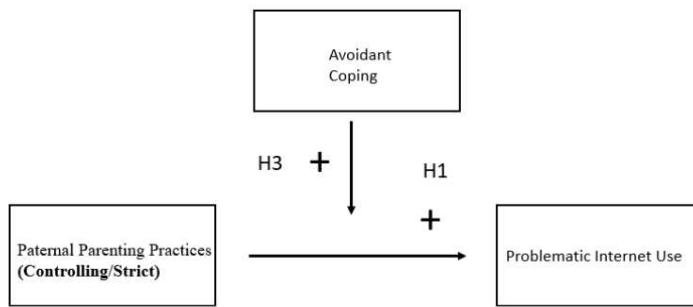 Avoidant
Coping
H3 +
H1
+
Paternal Parenting Practices
(Controlling/Strict)
Problematic Internet Use